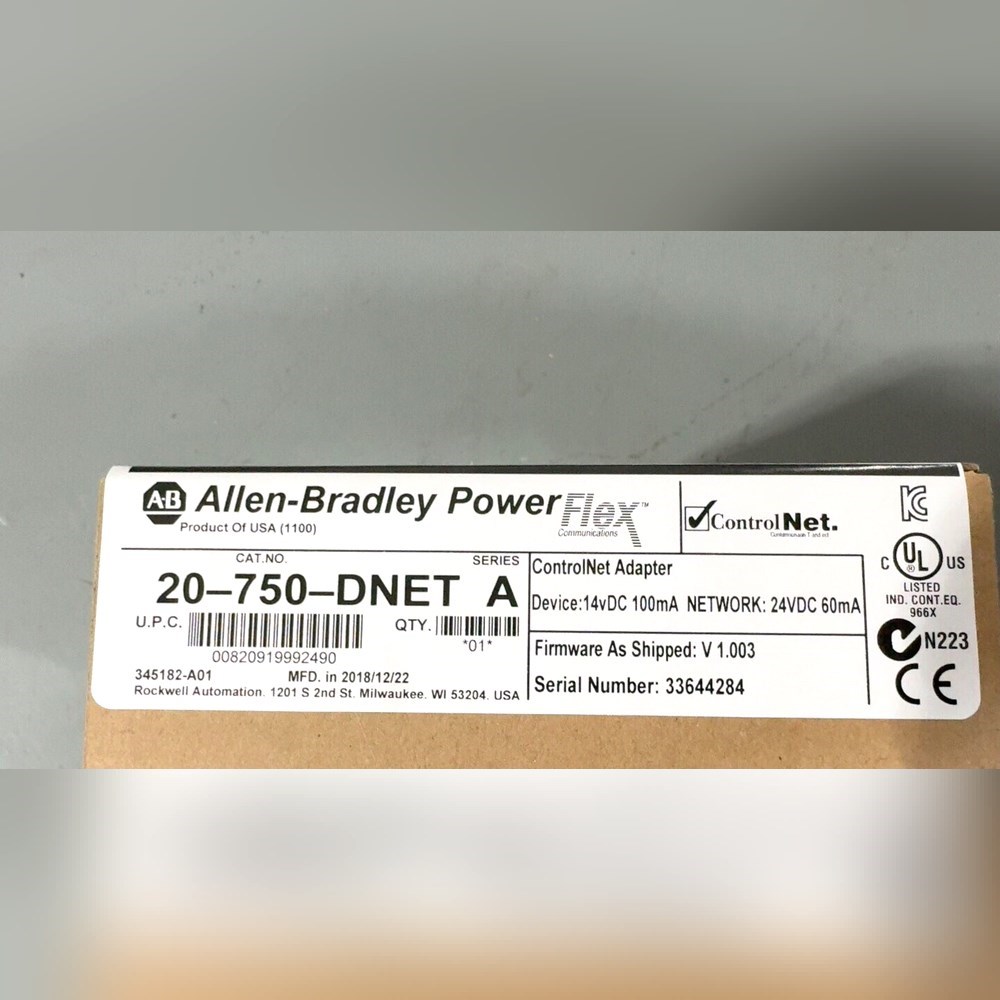 A-B Allen-Bradley PowerFlex™
Communications
Product Of USA (1100)
ControlNet.
CAT.NO. SERIES
20-750-DNET A
U.P.C. QTY.
*01*
00820919992490
345182-A01 MFD. in 2018/12/22
Rockwell Automation. 1201 S 2nd St. Milwaukee. WI 53204. USA
ControlNet Adapter
Device:14vDC 100mA NETWORK: 24VDC 60mA
Firmware As Shipped: V 1.003
Serial Number: 33644284
C UL ® US
LISTED
IND. CONT.EQ.
966X
N223
CE